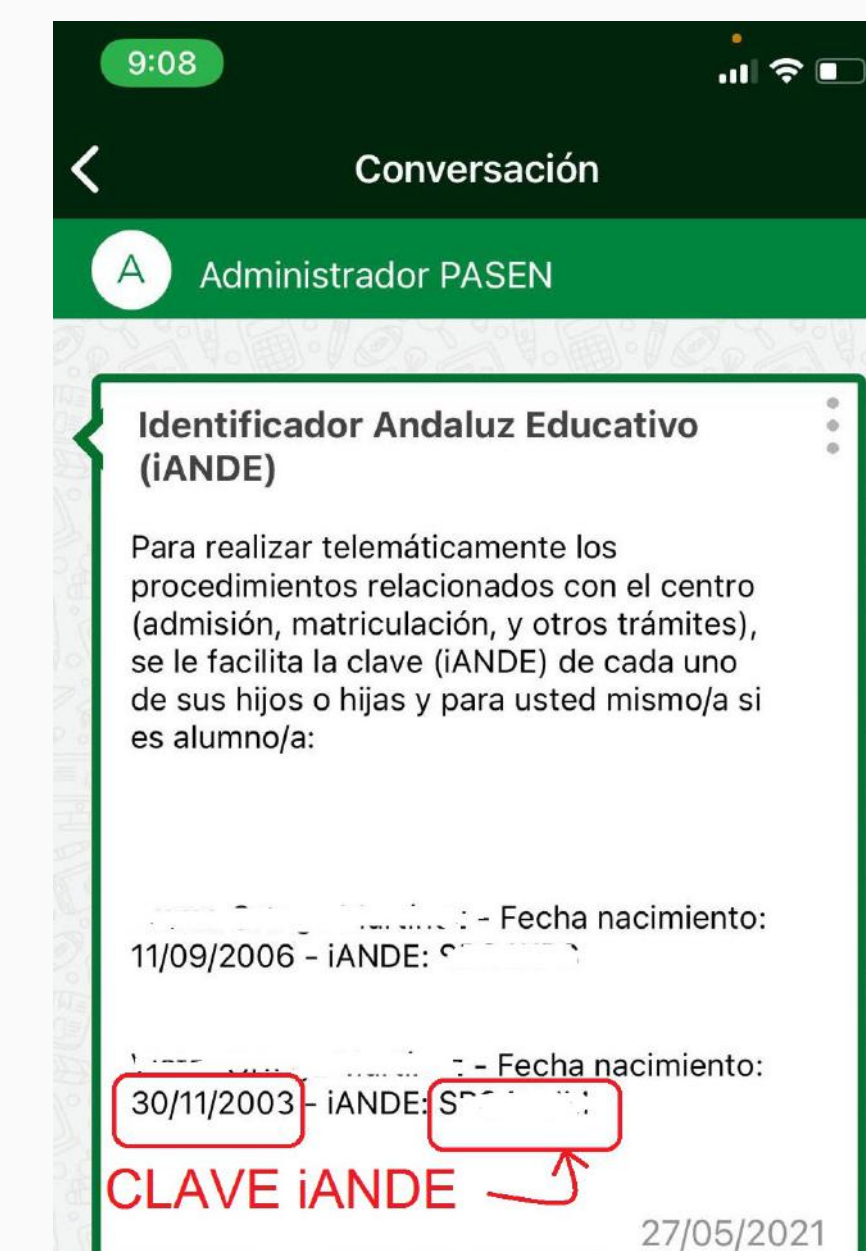 9:08
Conversación
A Administrador PASEN
Identificador Andaluz Educativo
(iANDE)
Para realizar telemáticamente los
procedimientos relacionados con el centro
(admisión, matriculación, y otros trámites),
se le facilita la clave (iANDE) de cada uno
de sus hijos o hijas y para usted mismo/a si
es alumno/a:
- Fecha nacimiento:
11/09/2006 - iANDE:
- Fecha nacimiento:
30/11/2003 - iANDE:
CLAVE iANDE
27/05/2021